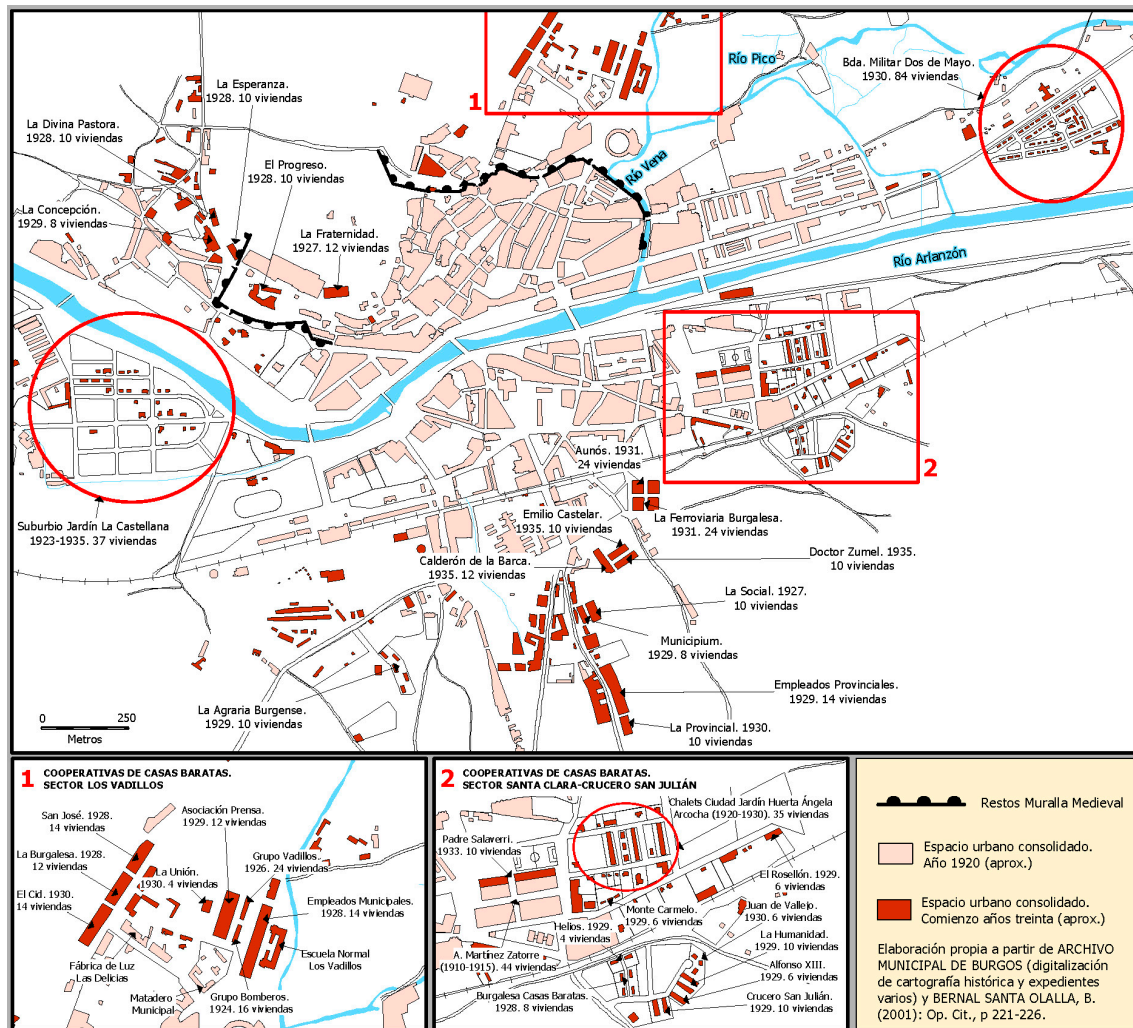 La Esperanza.
1928. 10 viviendas
La Divina Pastora.
1928. 10 viviendas
El Progreso.
1928. 10 viviendas
La Concepción.
1929. 8 viviendas
La Fraternidad.
1927. 12 viviendas
1
Río Pico
Bda. Militar Dos de Mayo.
1930. 84 viviendas
Río Vena
Río Arlanzón
2
Suburbio Jardín La Castellana
1923-1935. 37 viviendas
Aunós. 1931.
24 viviendas
Emilio Castelar.
1935. 10 viviendas
La Ferroviaria Burgalesa.
1931. 24 viviendas
Calderón de la Barca.
1935. 12 viviendas
Doctor Zumel. 1935.
10 viviendas
La Social. 1927.
10 viviendas
Municipium.
1929. 8 viviendas
Empleados Provinciales.
1929. 14 viviendas
La Agraria Burgense.
1929. 10 viviendas
La Provincial. 1930.
10 viviendas
0 250
Metros
1 COOPERATIVAS DE CASAS BARATAS.
SECTOR LOS VADILLOS
San José. 1928.
14 viviendas
Asociación Prensa.
1929. 12 viviendas
La Burgalesa. 1928.
12 viviendas
La Unión.
1930. 4 viviendas
Grupo Vadillos.
1926. 24 viviendas
El Cid. 1930.
14 viviendas
Empleados Municipales.
1928. 14 viviendas
Escuela Normal
Los Vadillos
Fábrica de Luz
Las Delicias
Matadero
Municipal
Grupo Bomberos.
1924. 16 viviendas
2 COOPERATIVAS DE CASAS BARATAS.
SECTOR SANTA CLARA-CRUCERO SAN JULIÁN
Chalets Ciudad Jardín Huerta Ángela
Arcocha (1920-1930). 35 viviendas
Padre Salaverri.
1933. 10 viviendas
El Rosellón. 1929.
6 viviendas
Monte Carmelo.
1929. 6 viviendas
Juan de Vallejo.
1930. 6 viviendas
Helios. 1929.
4 viviendas
La Humanidad.
1929. 10 viviendas
A. Martínez Zatorre
(1910-1915). 44 viviendas
Alfonso XIII.
1929. 6 viviendas
Burgalesa Casas Baratas.
1928. 8 viviendas
Crucero San Julián.
1929. 10 viviendas
Restos Muralla Medieval
Espacio urbano consolidado.
Año 1920 (aprox.)
Espacio urbano consolidado.
Comienzo años treinta (aprox.)
Elaboración propia a partir de ARCHIVO
MUNICIPAL DE BURGOS (digitalización
de cartografía histórica y expedientes
varios) y BERNAL SANTA OLALLA, B.
(2001): Op. Cit., p 221-226.